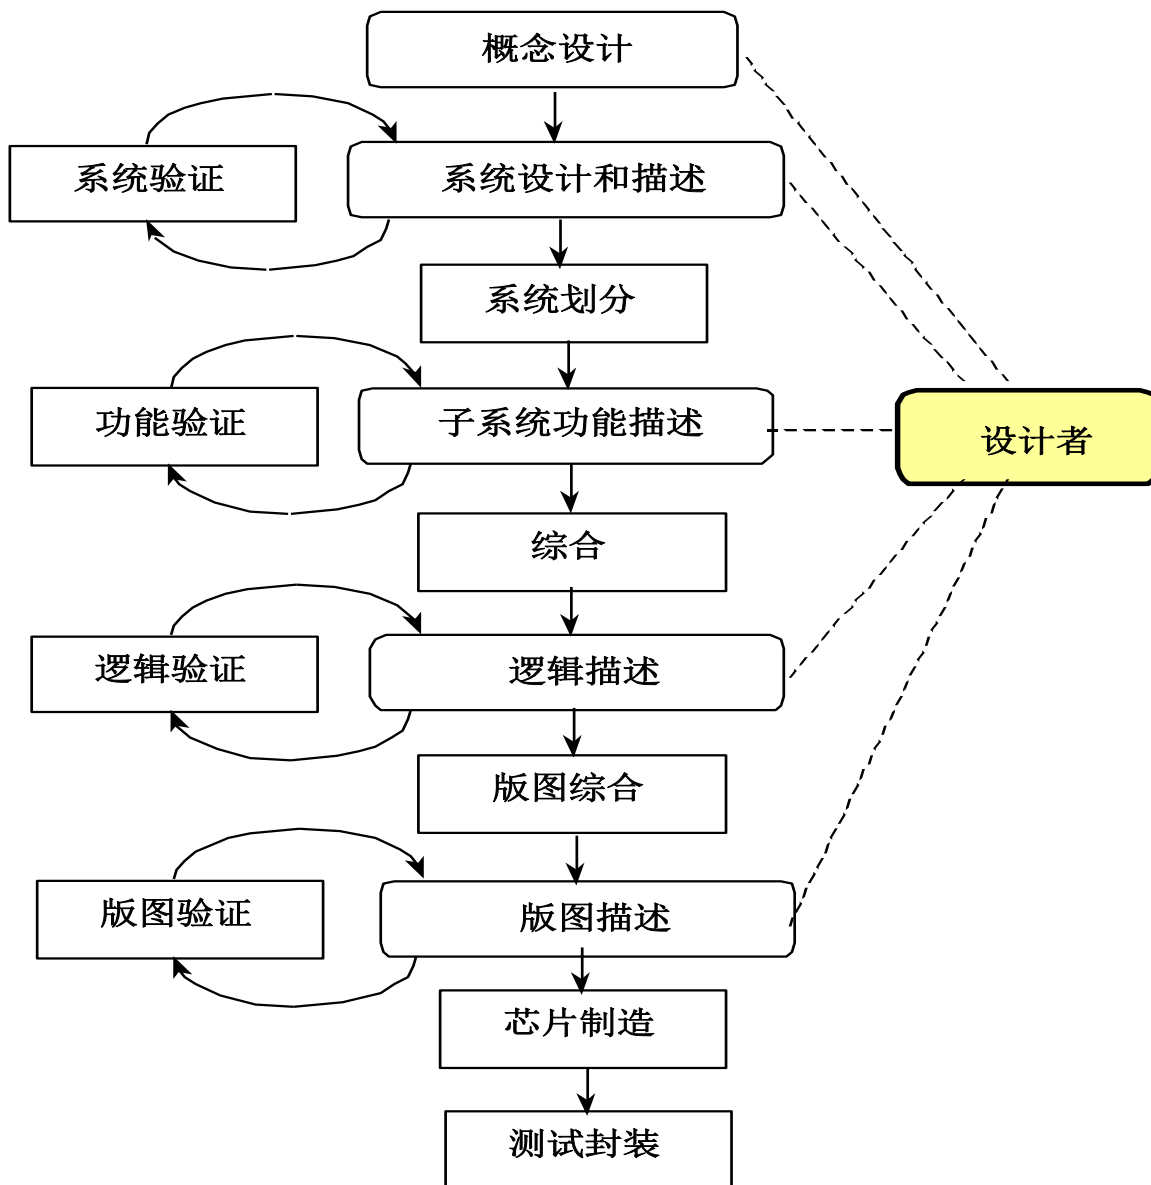 概念设计
系统验证
系统设计和描述
系统划分
功能验证
子系统功能描述
设计者
综合
逻辑验证
逻辑描述
版图综合
版图验证
版图描述
芯片制造
测试封装